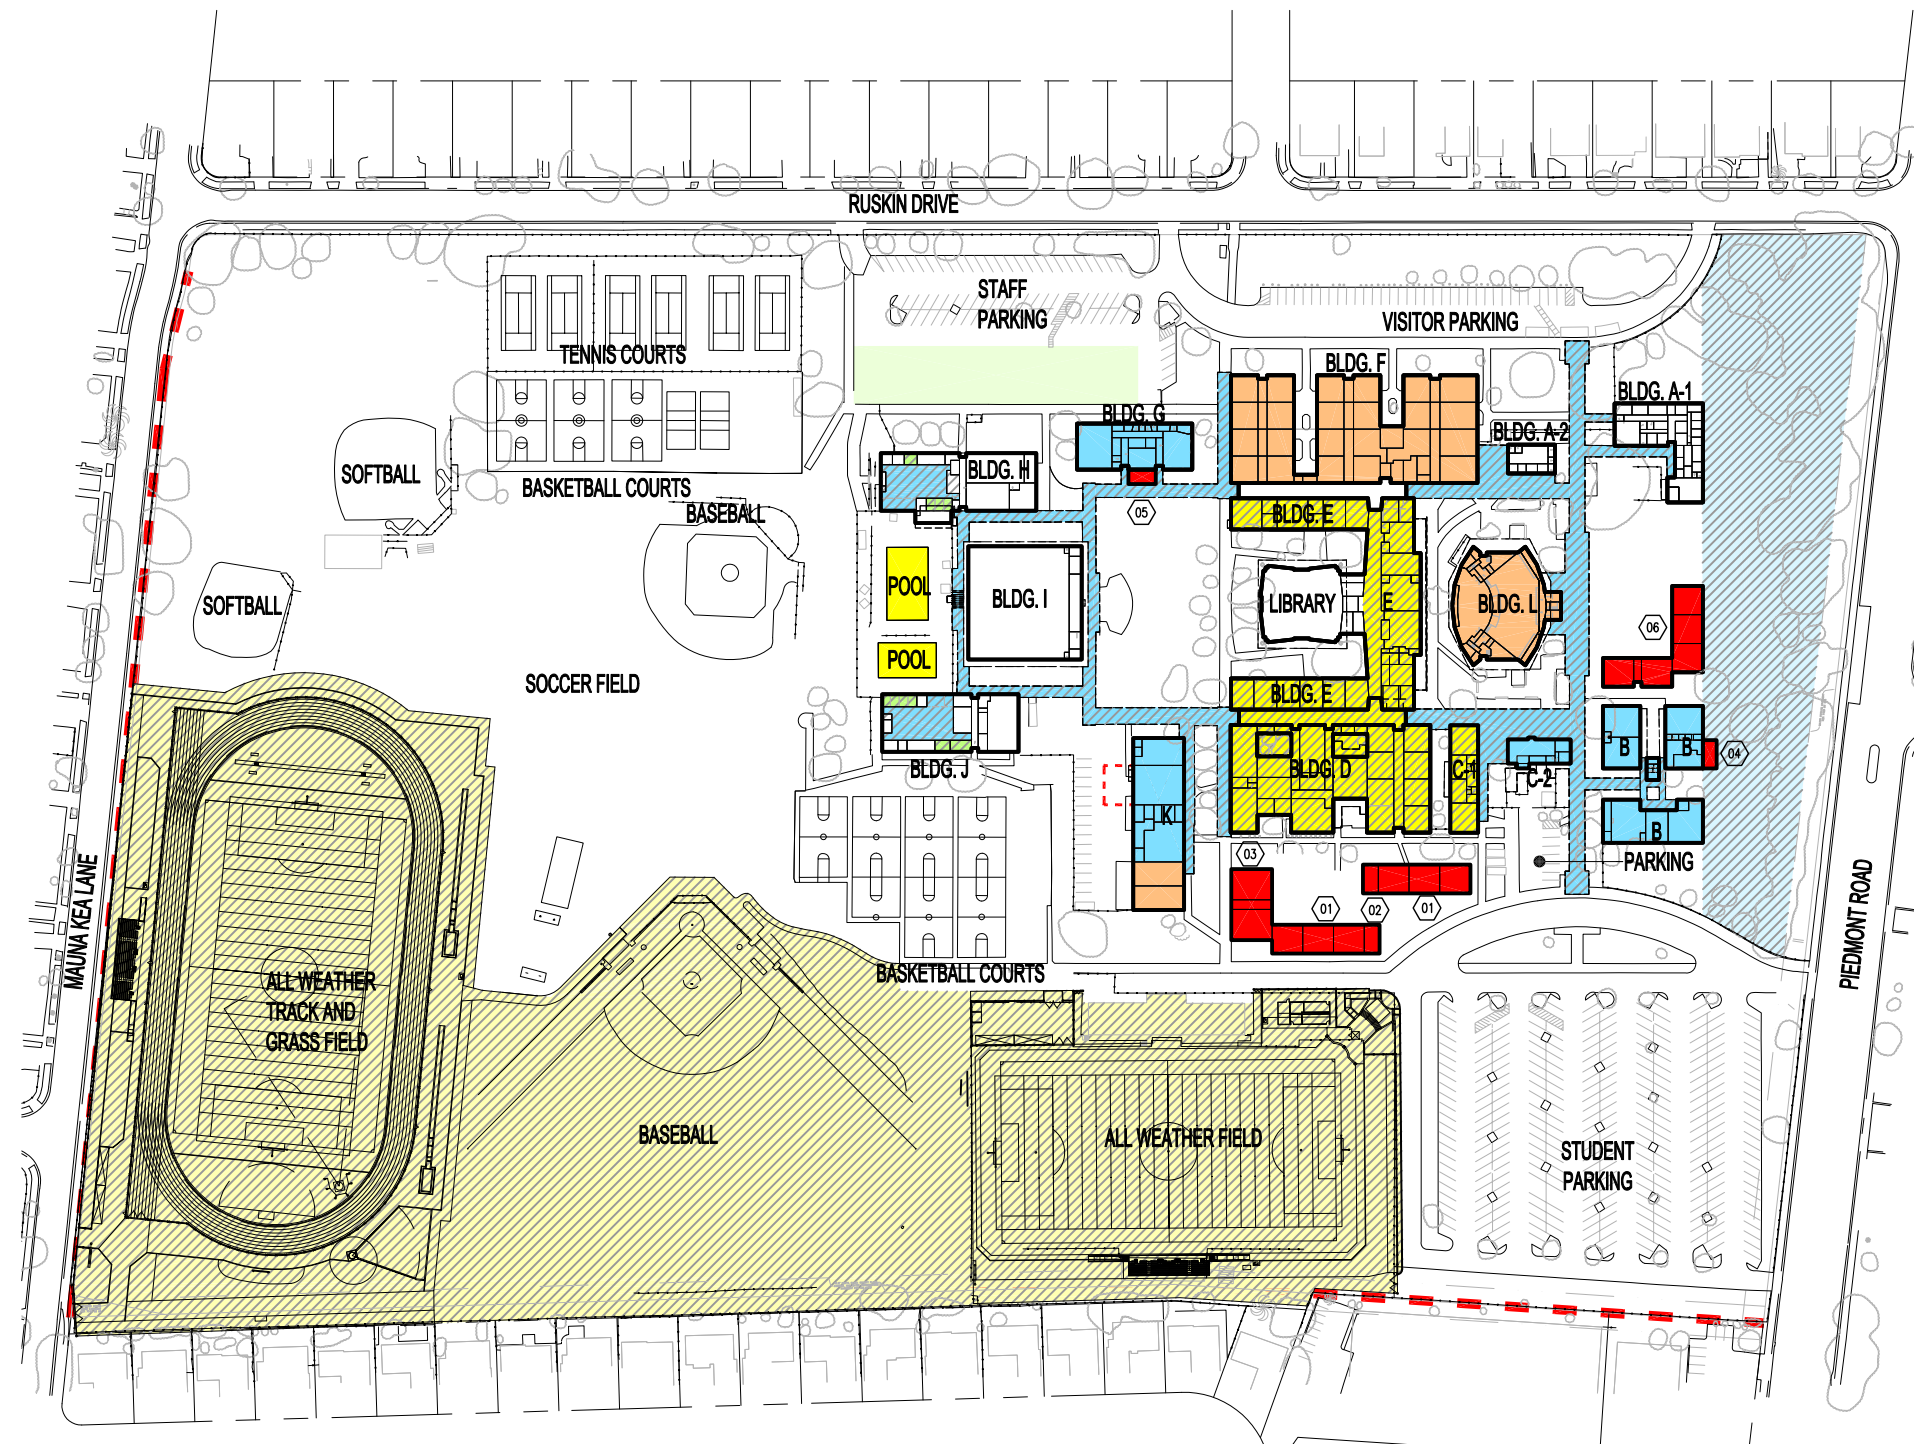 RUSKIN DRIVE
STAFF
PARKING
VISITOR PARKING
TENNIS COURTS
BLDG. F
BLDG. A-1
BLDG. G
BLDG. A-2
SOFTBALL
BLDG. H
BASKETBALL COURTS
BASEBALL
05
BLDG. E
POOL
BLDG. I
LIBRARY
E
BLDG. L
SOFTBALL
06
POOL
SOCCER FIELD
BLDG. E
B
B
04
BLDG. J
BLDG. D
C-1
C-2
K
B
03
PARKING
MAUNA KEA LANE
01
02
01
PIEDMONT ROAD
BASKETBALL COURTS
ALL WEATHER
TRACK AND
GRASS FIELD
BASEBALL
ALL WEATHER FIELD
STUDENT
PARKING